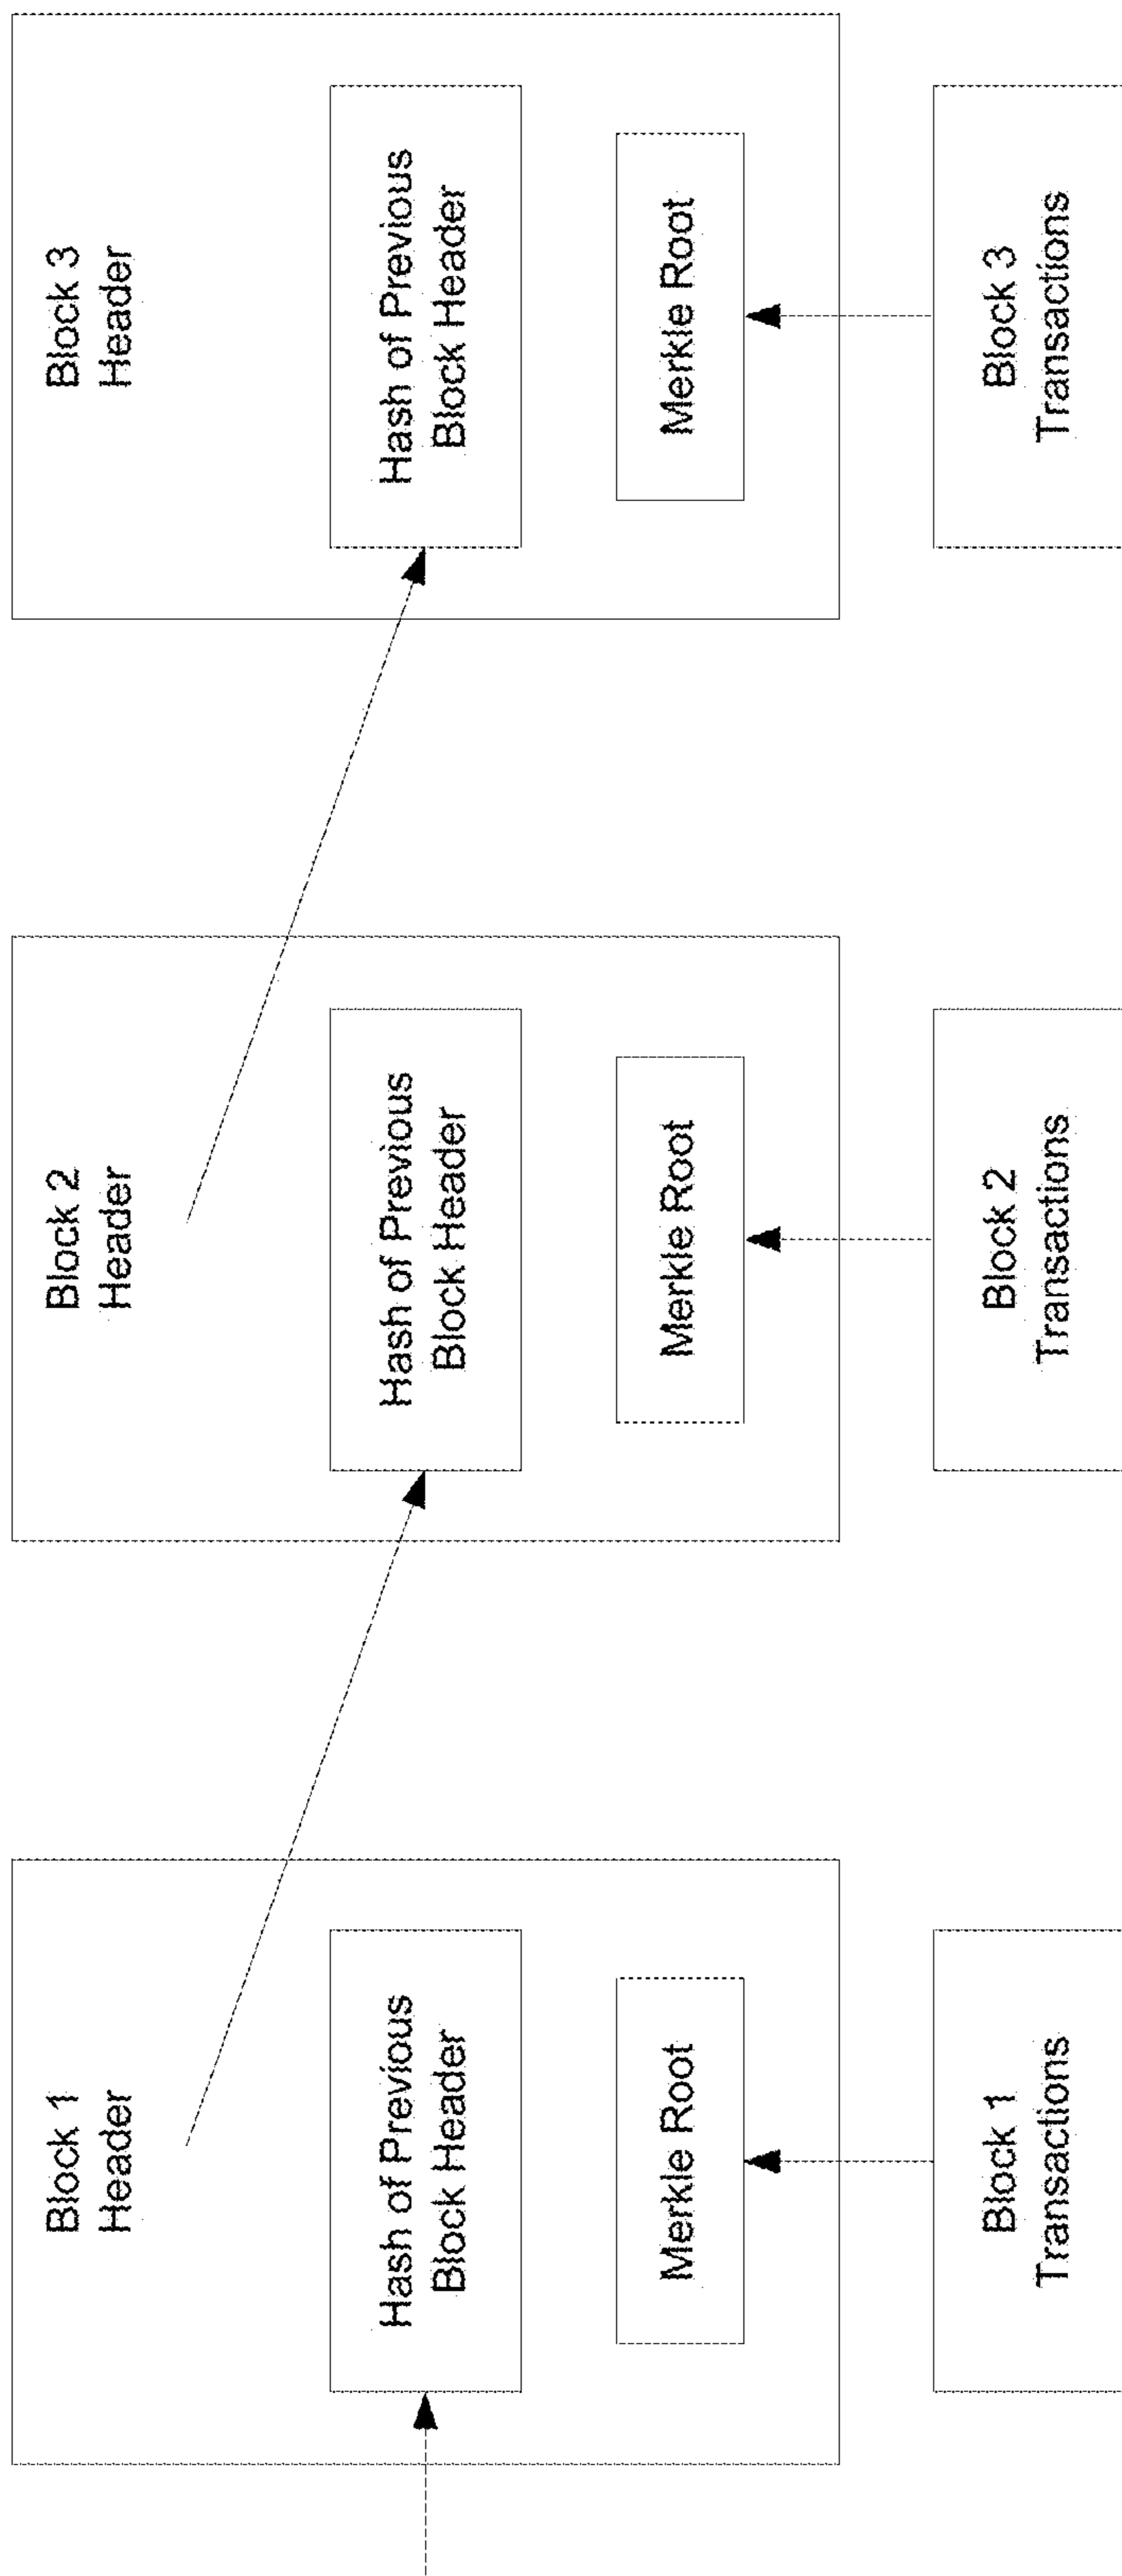 Block 1
Header
Hash of Previous
Block Header
Merkle Root
Block 1
Transactions
Block 2
Header
Hash of Previous
Block Header
Merkle Root
Block 2
Transactions
Block 3
Header
Hash of Previous
Block Header
Merkle Root
Block 3
Transactions